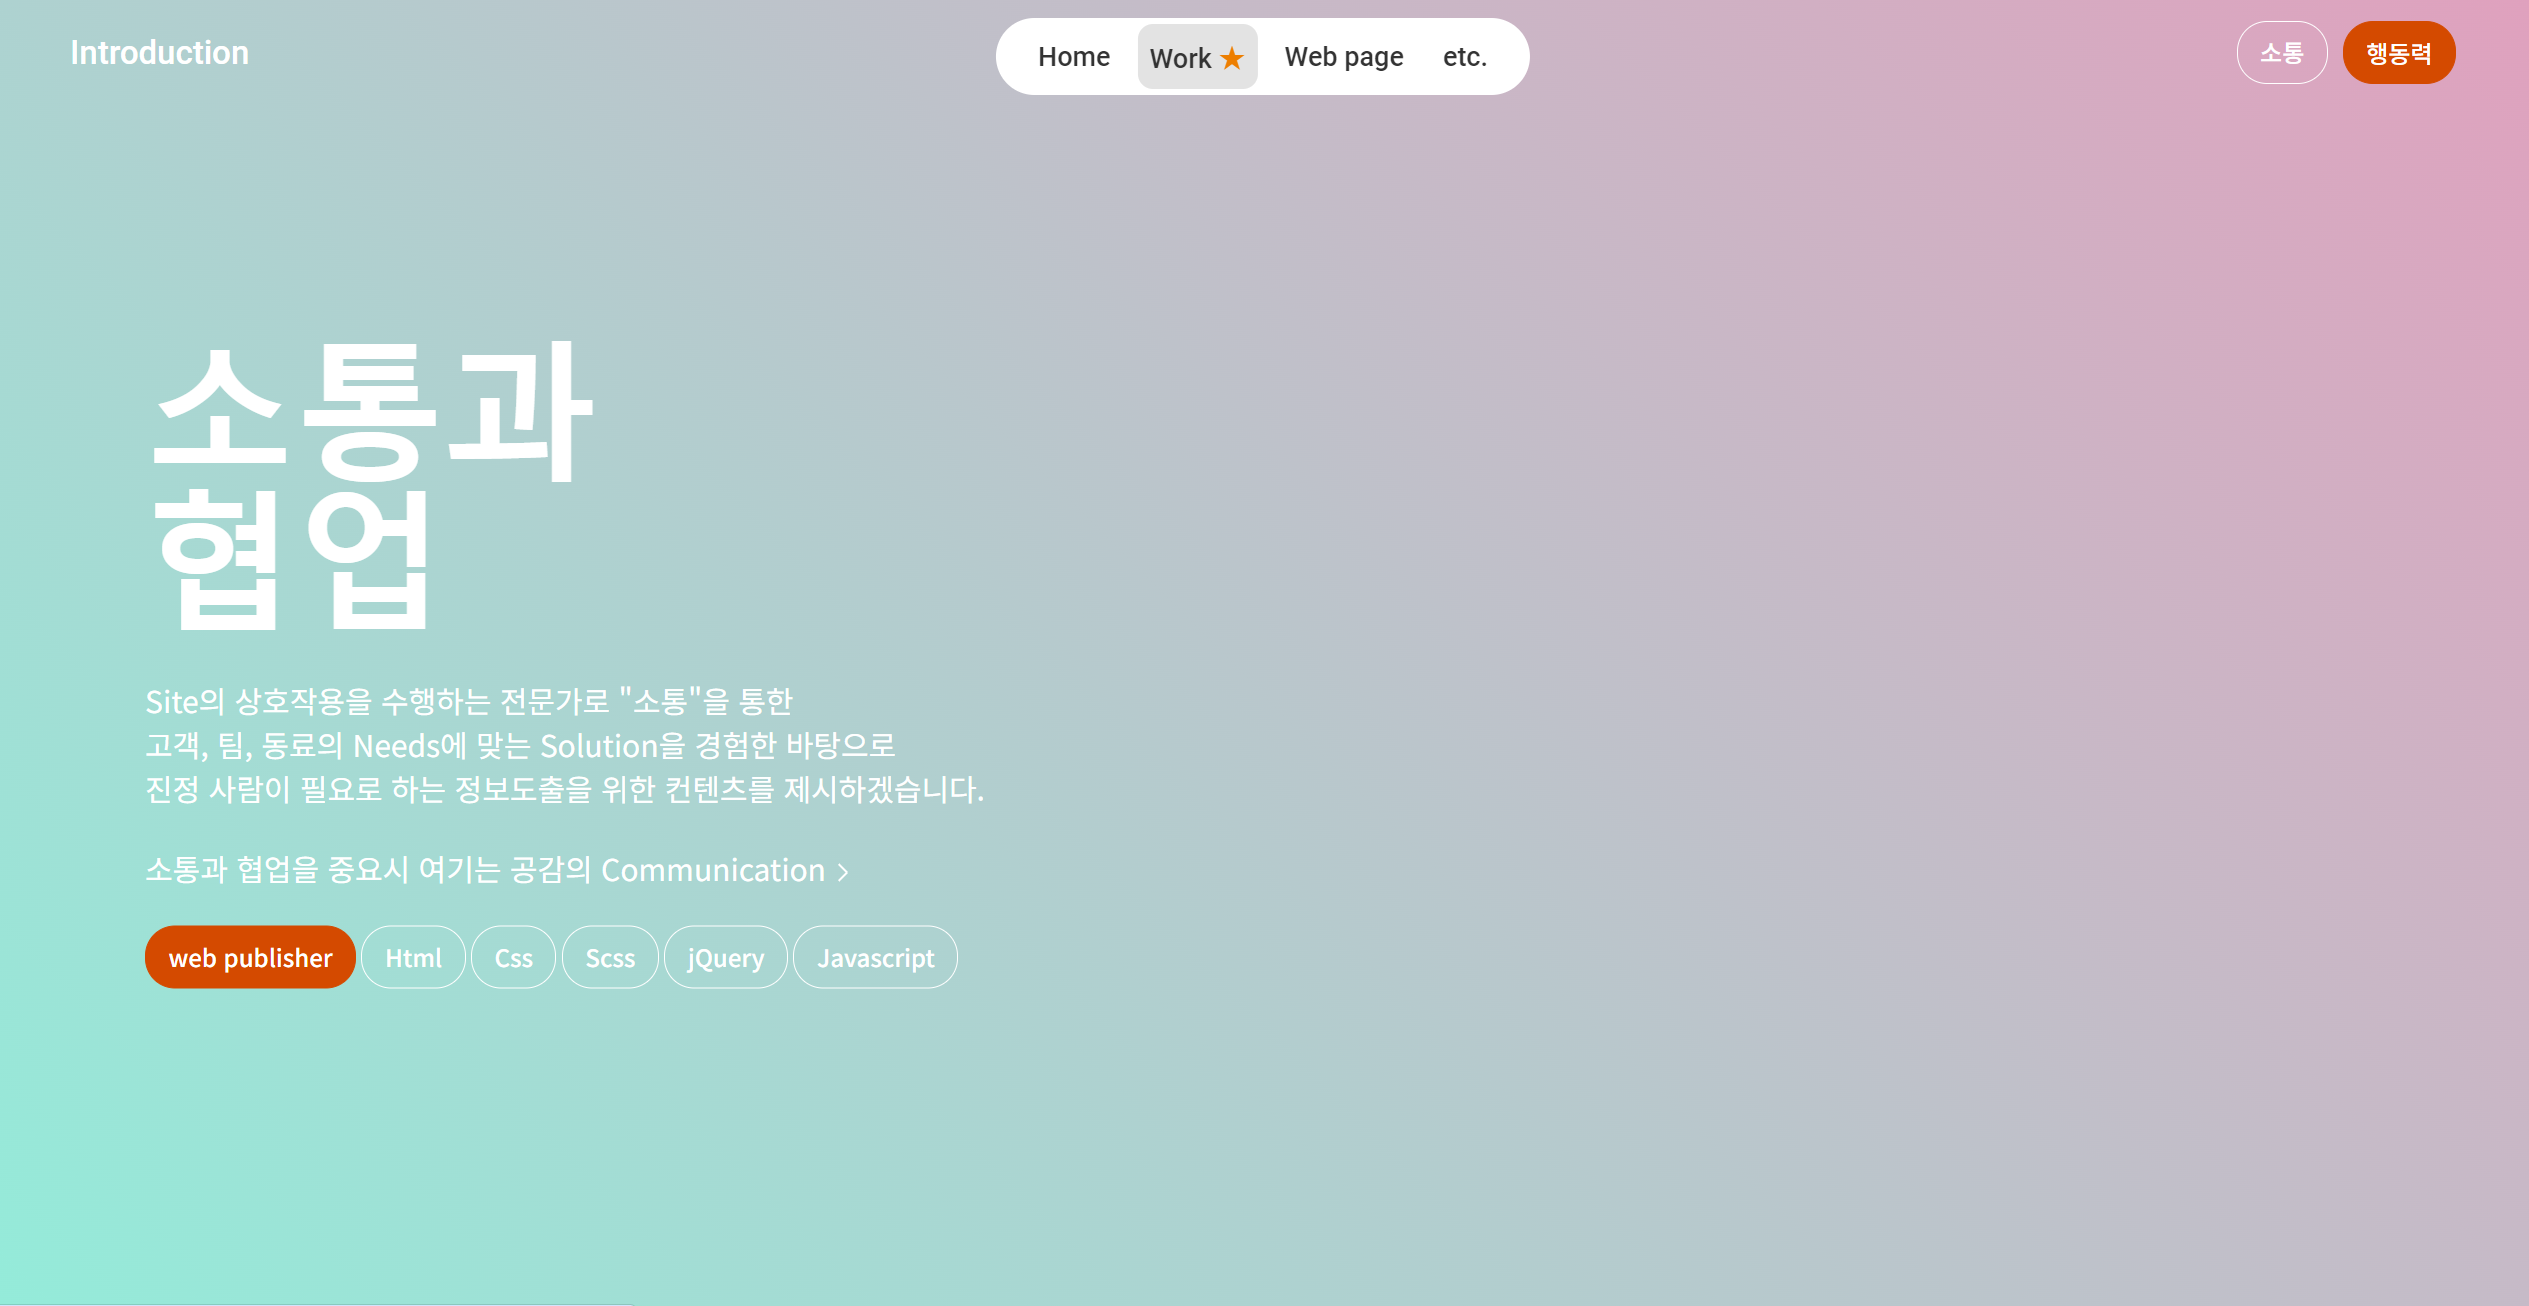 Introduction
Home Work ★ Web page etc.
소통 행동력
소통과
협업
Site의 상호작용을 수행하는 전문가로 "소통"을 통한
고객, 팀, 동료의 Needs에 맞는 Solution을 경험한 바탕으로
진정 사람이 필요로 하는 정보도출을 위한 컨텐츠를 제시하겠습니다.
소통과 협업을 중요시 여기는 공감의 Communication >
web publisher Html Css Scss jQuery Javascript